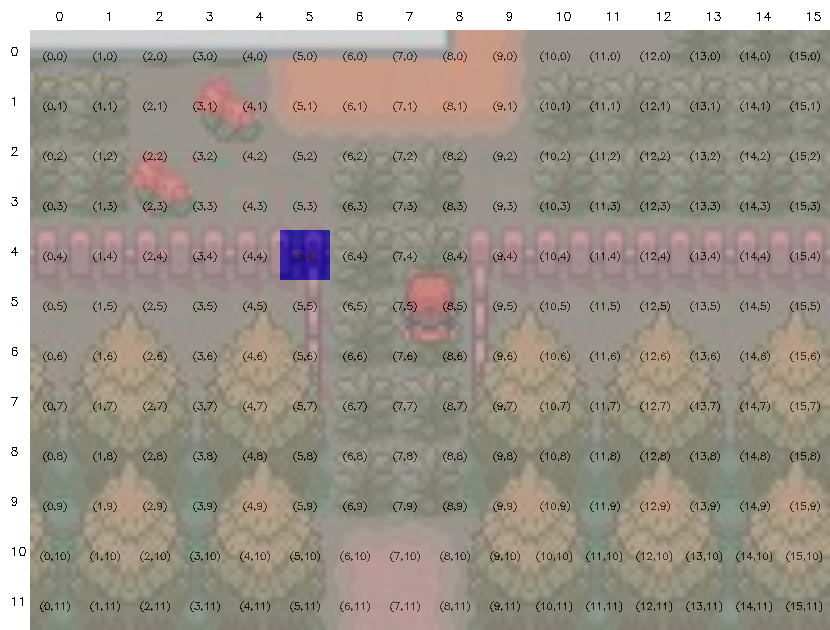 0 1 2 3 4 5 6 7 8 9 10 11 12 13 14 15
0 (0,0) (1,0) (2,0) (3,0) (4,0) (5,0) (6,0) (7,0) (8,0) (9,0) (10,0) (11,0) (12,0) (13,0) (14,0) (15,0)
1 (0,1) (1,1) (2,1) (3,1) (4,1) (5,1) (6,1) (7,1) (8,1) (9,1) (10,1) (11,1) (12,1) (13,1) (14,1) (15,1)
2 (0,2) (1,2) (2,2) (3,2) (4,2) (5,2) (6,2) (7,2) (8,2) (9,2) (10,2) (11,2) (12,2) (13,2) (14,2) (15,2)
3 (0,3) (1,3) (2,3) (3,3) (4,3) (5,3) (6,3) (7,3) (8,3) (9,3) (10,3) (11,3) (12,3) (13,3) (14,3) (15,3)
4 (0,4) (1,4) (2,4) (3,4) (4,4) (5,4) (6,4) (7,4) (8,4) (9,4) (10,4) (11,4) (12,4) (13,4) (14,4) (15,4)
5 (0,5) (1,5) (2,5) (3,5) (4,5) (5,5) (6,5) (7,5) (8,5) (9,5) (10,5) (11,5) (12,5) (13,5) (14,5) (15,5)
6 (0,6) (1,6) (2,6) (3,6) (4,6) (5,6) (6,6) (7,6) (8,6) (9,6) (10,6) (11,6) (12,6) (13,6) (14,6) (15,6)
7 (0,7) (1,7) (2,7) (3,7) (4,7) (5,7) (6,7) (7,7) (8,7) (9,7) (10,7) (11,7) (12,7) (13,7) (14,7) (15,7)
8 (0,8) (1,8) (2,8) (3,8) (4,8) (5,8) (6,8) (7,8) (8,8) (9,8) (10,8) (11,8) (12,8) (13,8) (14,8) (15,8)
9 (0,9) (1,9) (2,9) (3,9) (4,9) (5,9) (6,9) (7,9) (8,9) (9,9) (10,9) (11,9) (12,9) (13,9) (14,9) (15,9)
10 (0,10) (1,10) (2,10) (3,10) (4,10) (5,10) (6,10) (7,10) (8,10) (9,10) (10,10) (11,10) (12,10) (13,10) (14,10) (15,10)
11 (0,11) (1,11) (2,11) (3,11) (4,11) (5,11) (6,11) (7,11) (8,11) (9,11) (10,11) (11,11) (12,11) (13,11) (14,11) (15,11)